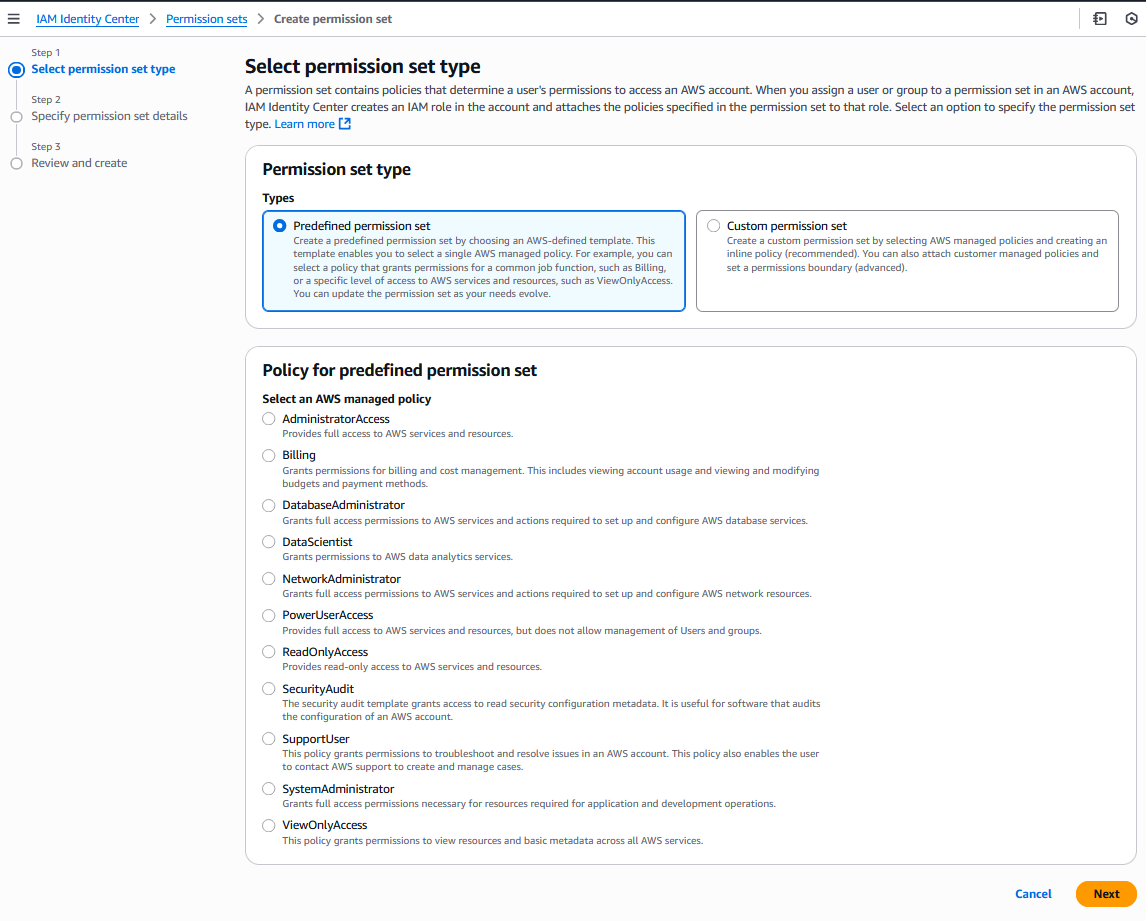 IAM Identity Center > Permission sets > Create permission set
Step 1
Select permission set type
Step 2
Specify permission set details
Step 3
Review and create
Select permission set type
A permission set contains policies that determine a user's permissions to access an AWS account. When you assign a user or group to a permission set in an AWS account,
IAM Identity Center creates an IAM role in the account and attaches the policies specified in the permission set to that role. Select an option to specify the permission set
type. Learn more
Permission set type
Types
Predefined permission set
Create a predefined permission set by choosing an AWS-defined template. This
template enables you to select a single AWS managed policy. For example, you can
select a policy that grants permissions for a common job function, such as Billing,
or a specific level of access to AWS services and resources, such as ViewOnlyAccess.
You can update the permission set as your needs evolve.
Custom permission set
Create a custom permission set by selecting AWS managed policies and creating an
inline policy (recommended). You can also attach customer managed policies and
set a permissions boundary (advanced).
Policy for predefined permission set
Select an AWS managed policy
AdministratorAccess
Provides full access to AWS services and resources.
Billing
Grants permissions for billing and cost management. This includes viewing account usage and viewing and modifying
budgets and payment methods.
DatabaseAdministrator
Grants full access permissions to AWS services and actions required to set up and configure AWS database services.
DataScientist
Grants permissions to AWS data analytics services.
NetworkAdministrator
Grants full access permissions to AWS services and actions required to set up and configure AWS network resources.
PowerUserAccess
Provides full access to AWS services and resources, but does not allow management of Users and groups.
ReadOnlyAccess
Provides read-only access to AWS services and resources.
SecurityAudit
The security audit template grants access to read security configuration metadata. It is useful for software that audits
the configuration of an AWS account.
SupportUser
This policy grants permissions to troubleshoot and resolve issues in an AWS account. This policy also enables the user
to contact AWS support to create and manage cases.
SystemAdministrator
Grants full access permissions necessary for resources required for application and development operations.
ViewOnlyAccess
This policy grants permissions to view resources and basic metadata across all AWS services.
Cancel
Next